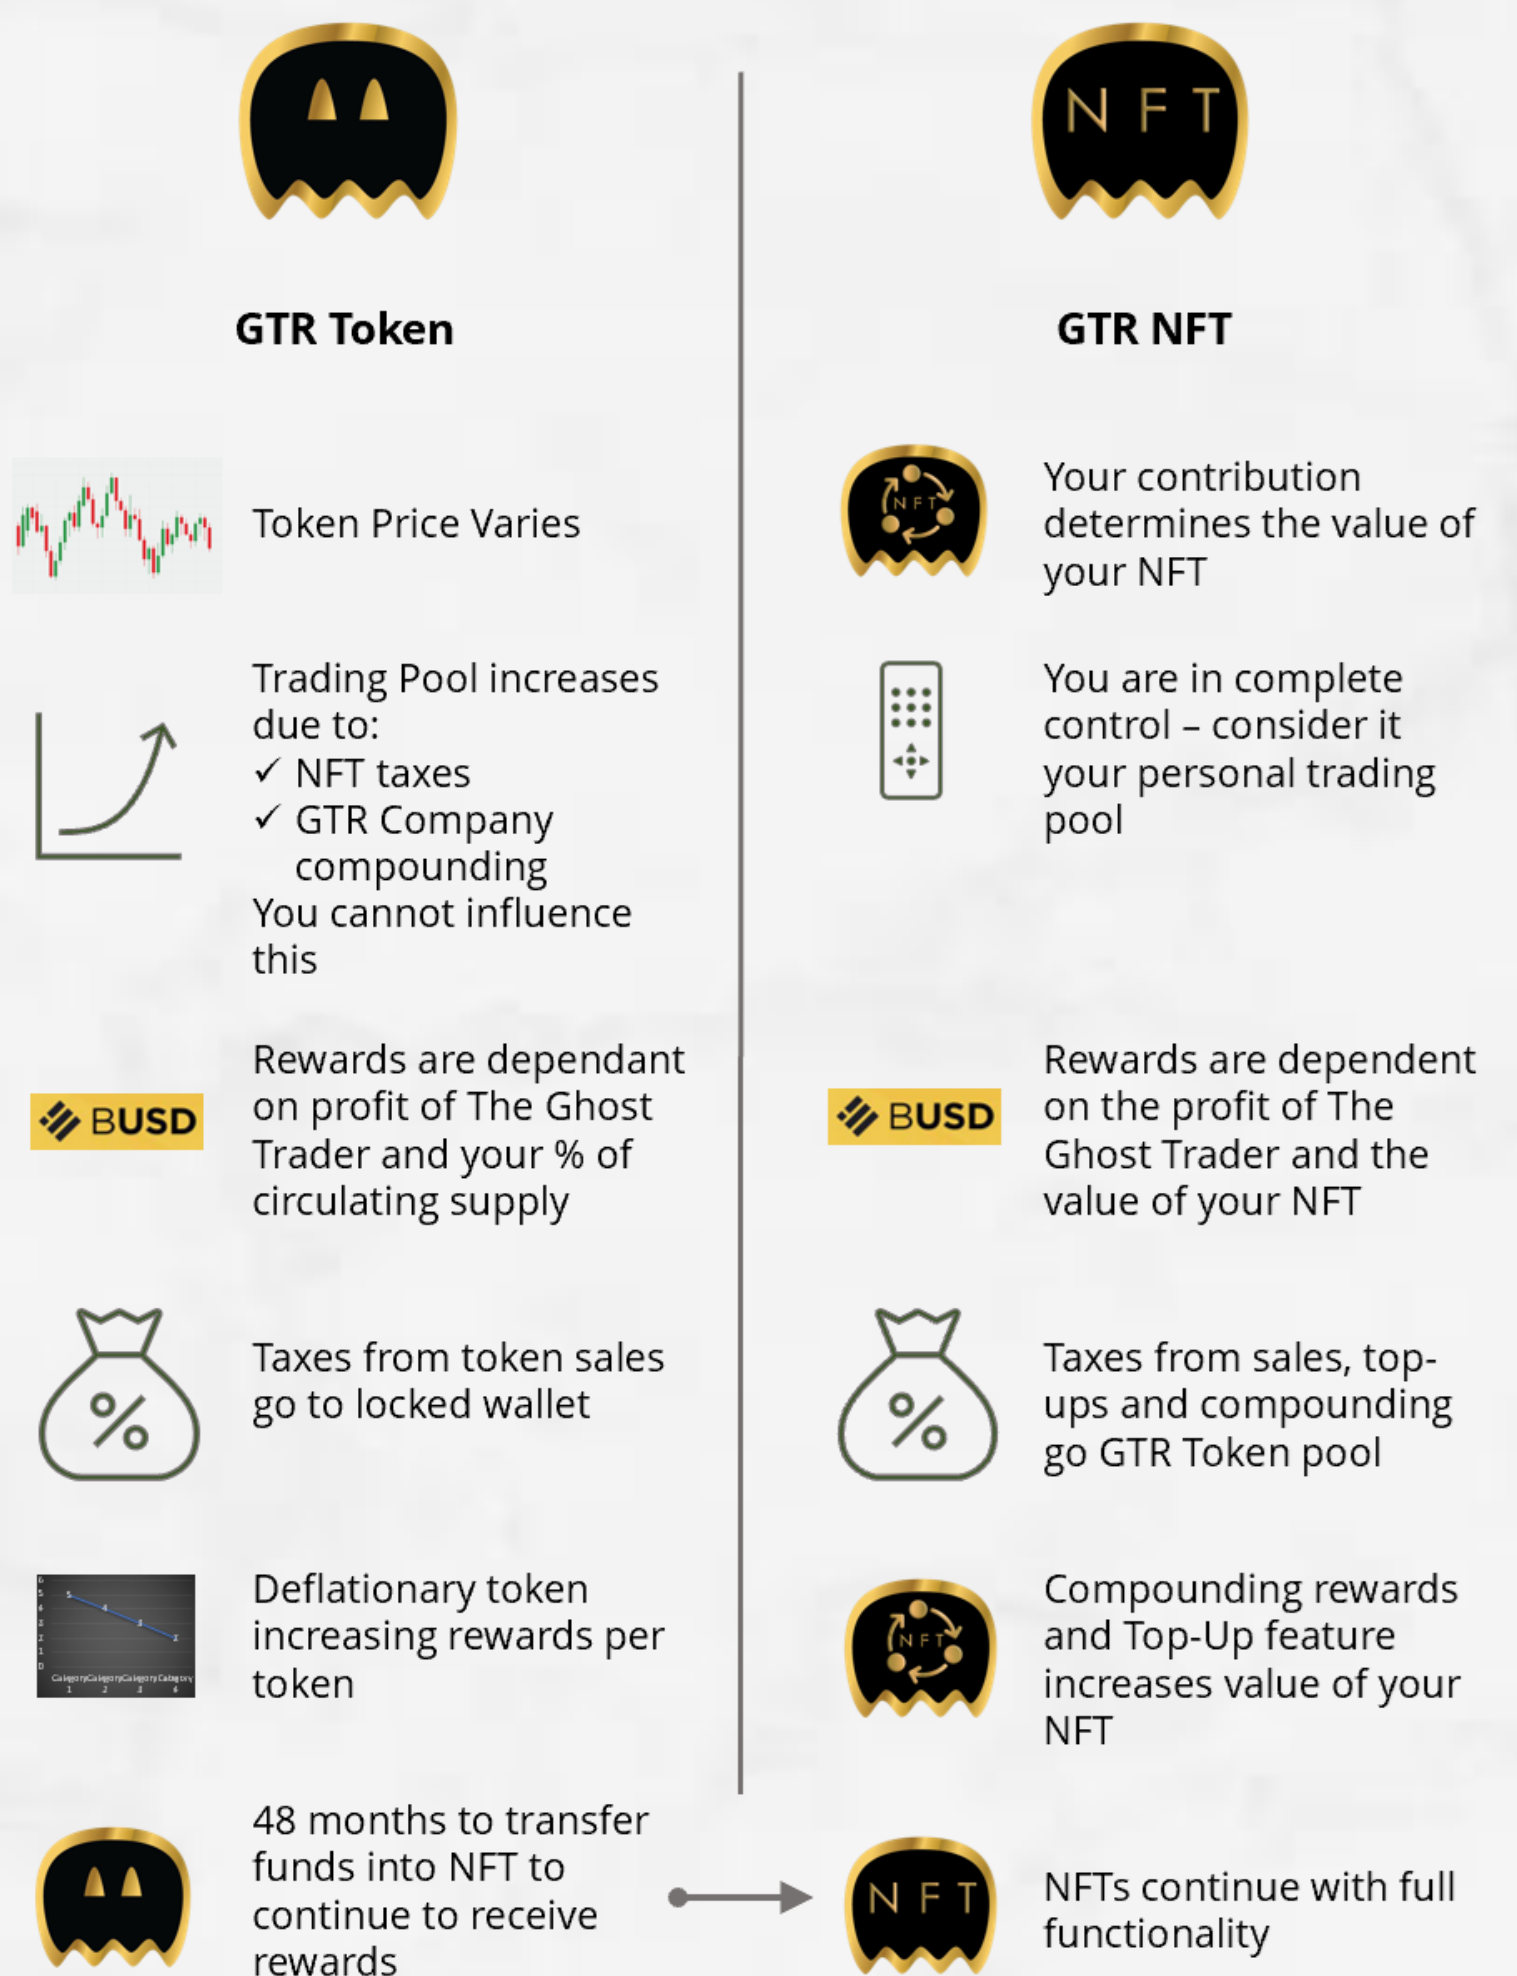 N F T
GTR Token
GTR NFT
Token Price Varies
NFT
Your contribution
determines the value of
your NFT
Trading Pool increases
due to:
✓ NFT taxes
✓ GTR Company
compounding
You cannot influence
this
You are in complete
control – consider it
your personal trading
pool
BUSD
Rewards are dependant
on profit of The Ghost
Trader and your % of
circulating supply
BUSD
Rewards are dependent
on the profit of The
Ghost Trader and the
value of your NFT
%
Taxes from token sales
go to locked wallet
%
Taxes from sales, top-
ups and compounding
go GTR Token pool
Deflationary token
increasing rewards per
token
NFT
Compounding rewards
and Top-Up feature
increases value of your
NFT
48 months to transfer
funds into NFT to
continue to receive
rewards
N F T
NFTs continue with full
functionality